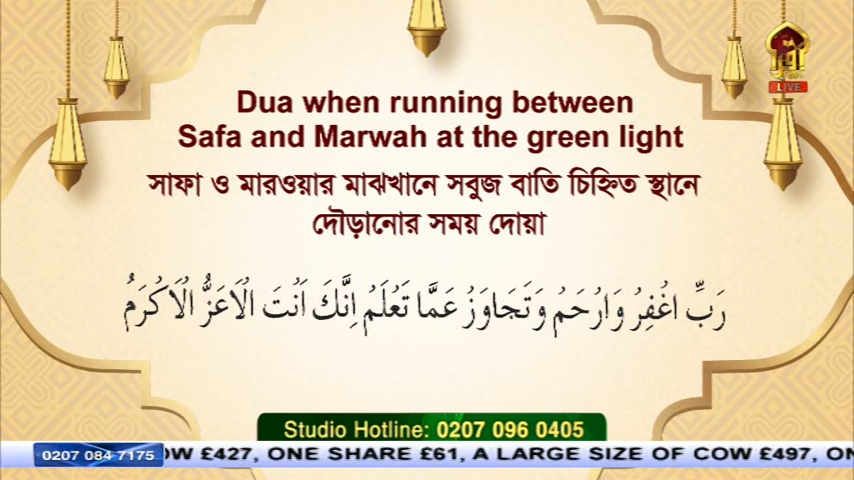 Dua when running between
Safa and Marwah at the green light
সাফা ও মারওয়ার মাঝখানে সবুজ বাতি চিহ্নিত স্থানে
দৌড়ানোর সময় দোয়া
رَبِّ اغْفِرْ وَارْحَمْ وَتَجَاوَزْ عَمَّا تَعْلَمُ اِنَّكَ اَنْتَ الْاَعَزُّ الْاَكْرَمُ
LIVE
Studio Hotline: 0207 096 0405
0207 084 7175 OW £427, ONE SHARE £61, A LARGE SIZE OF COW £497, ON